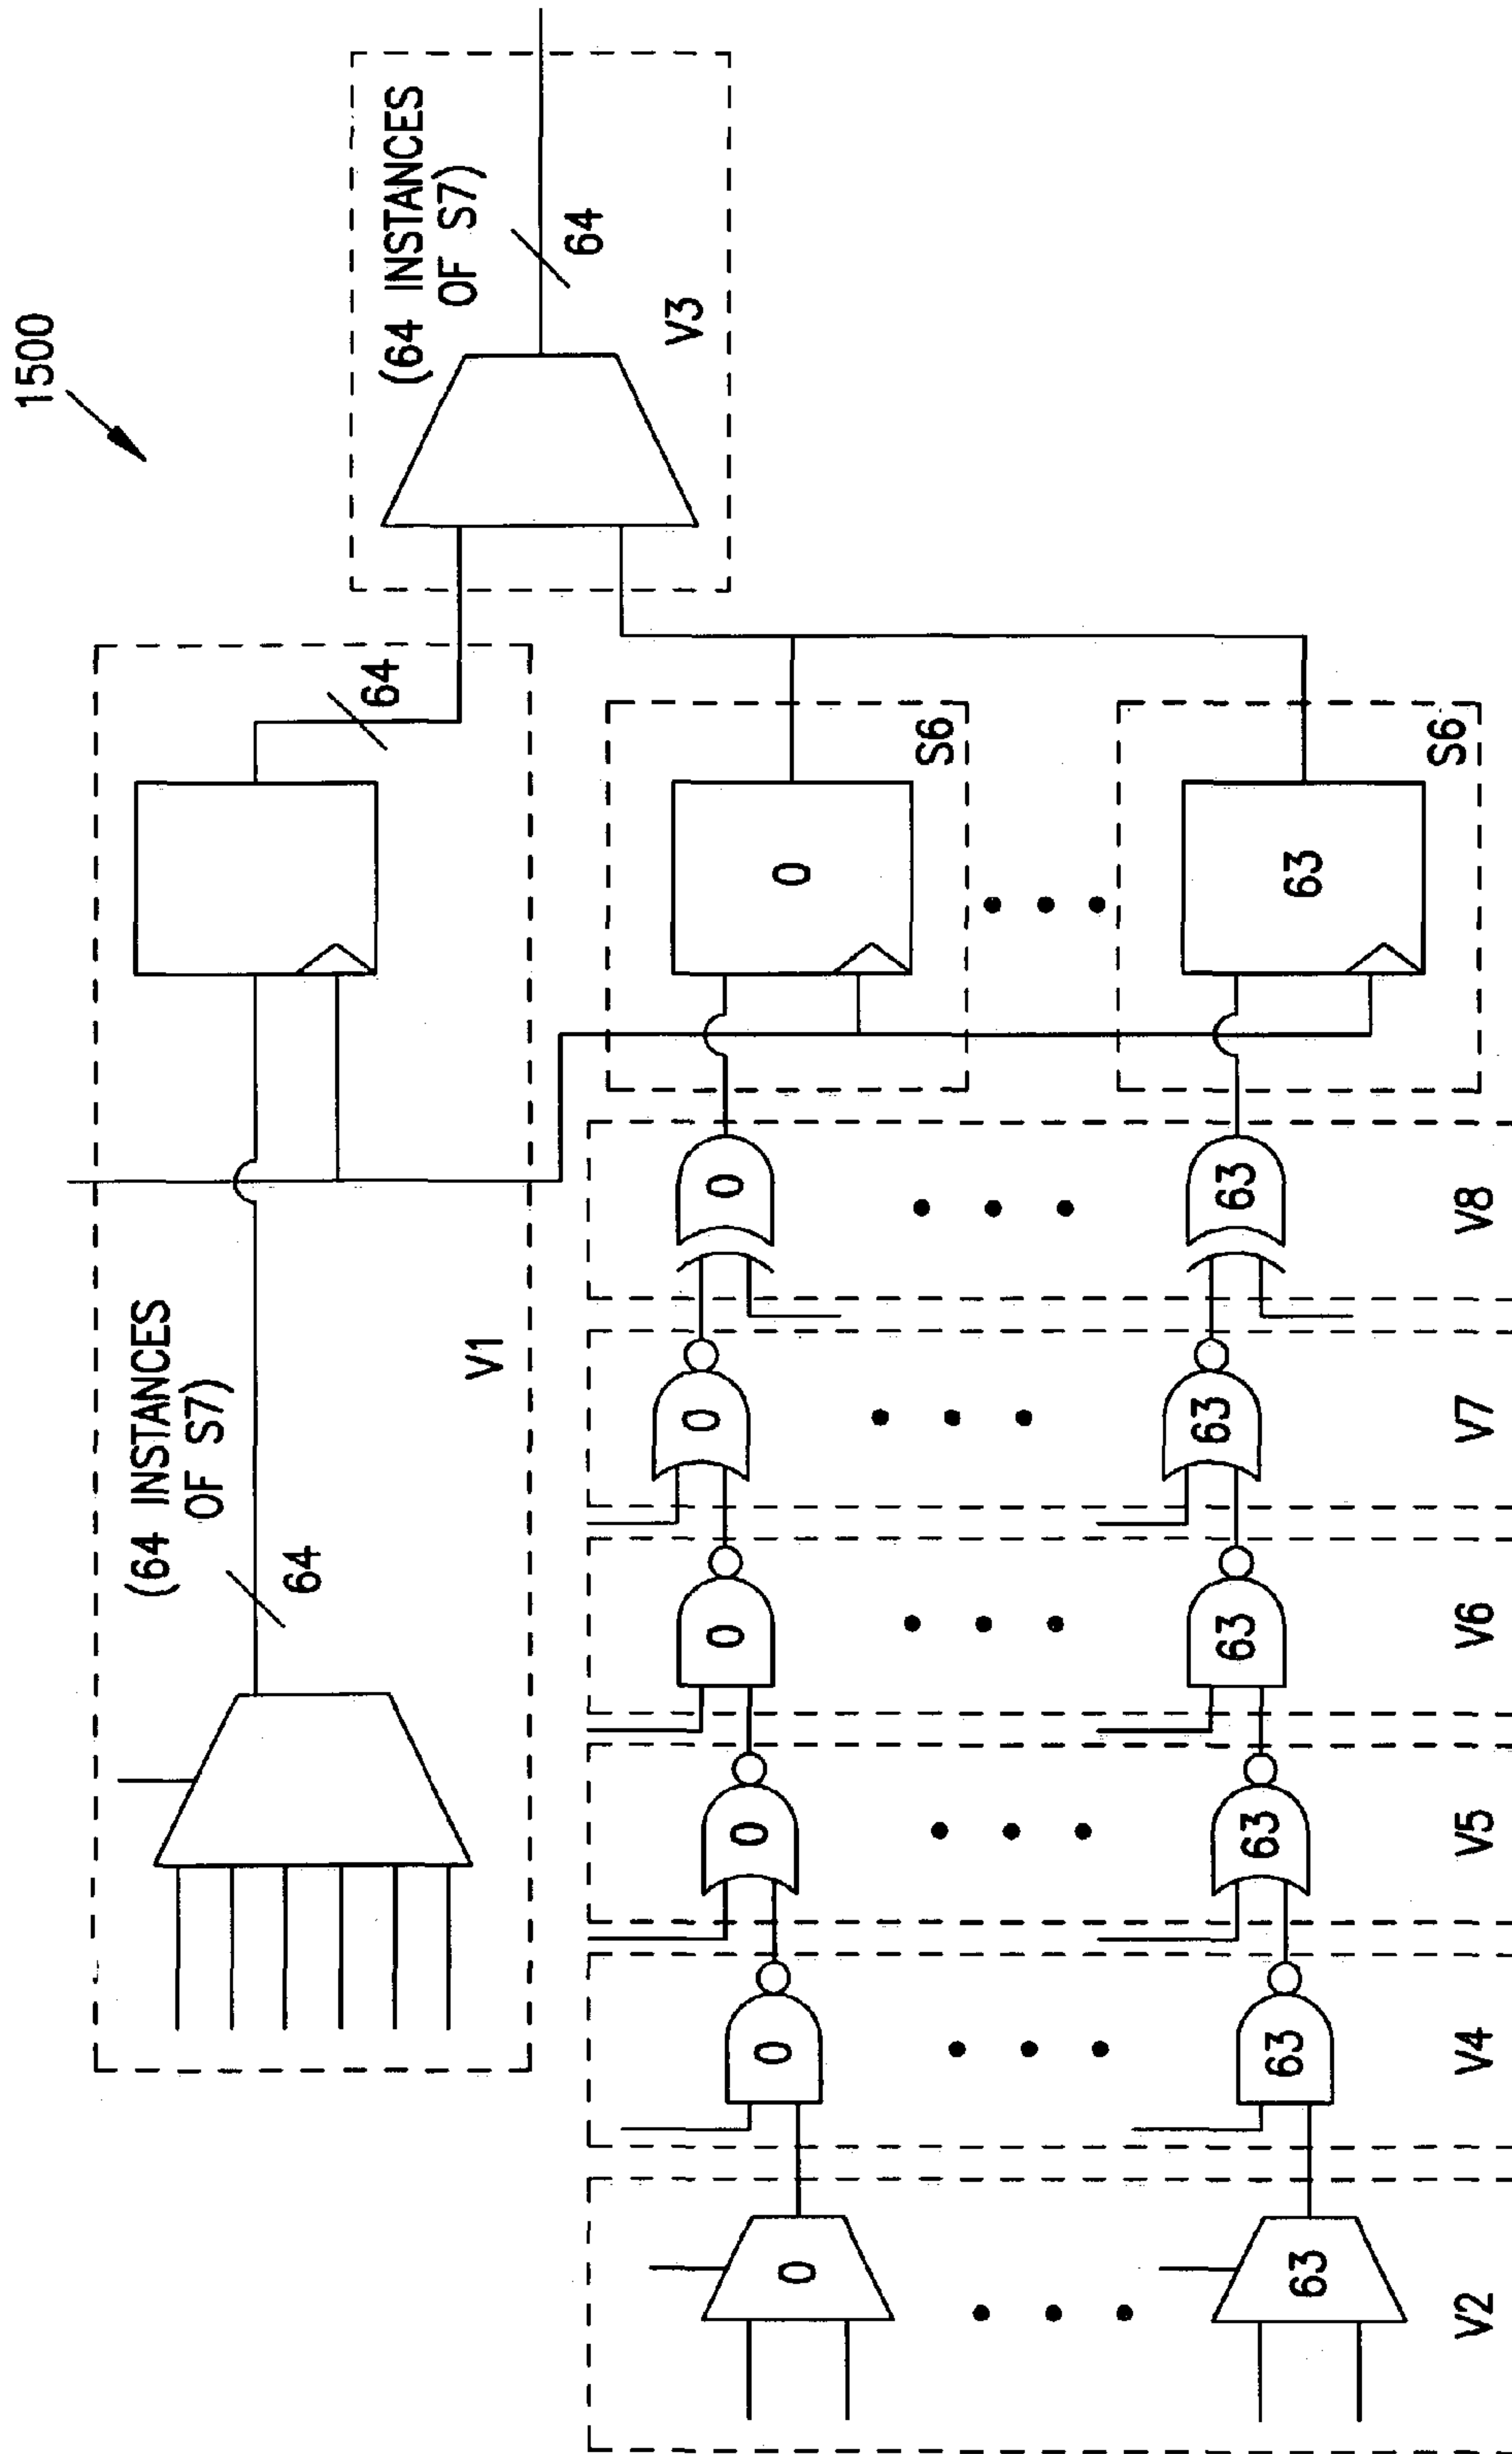 1500
(64 INSTANCES
OF S7)
64
V1
64
(64 INSTANCES
OF S7)
64
V3
0
0
0
0
0
0
0
S6
63
63
63
63
63
63
63
S6
V2
V4
V5
V6
V7
V8